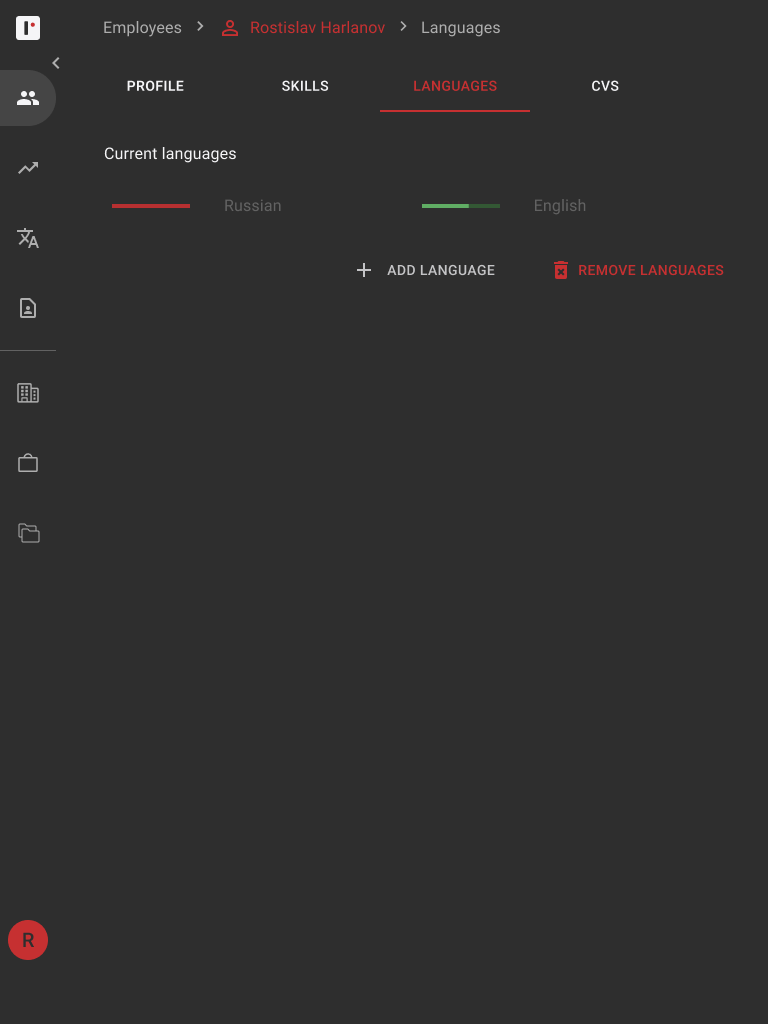 Employees Rostislav Harlanov Languages
PROFILE SKILLS LANGUAGES CVS
Current languages
Russian English
ADD LANGUAGE REMOVE LANGUAGES
R